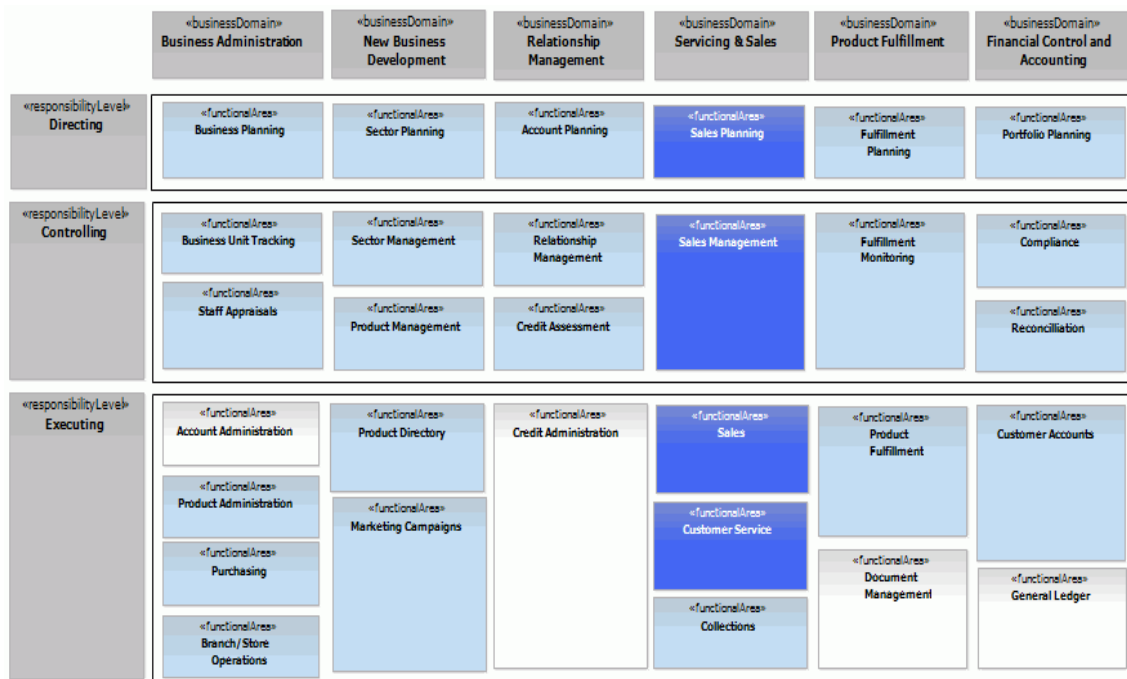 «businessDomain»
Business Administration
«businessDomain»
New Business
Development
«businessDomain»
Relationship
Management
«businessDomain»
Servicing & Sales
«businessDomain»
Product Fulfillment
«businessDomain»
Financial Control and
Accounting
«responsibilityLevel»
Directing
«functionalArea»
Business Planning
«functionalArea»
Sector Planning
«functionalArea»
Account Planning
«functionalArea»
Sales Planning
«functionalArea»
Fulfillment
Planning
«functionalArea»
Portfolio Planning
«responsibilityLevel»
Controlling
«functionalArea»
Business Unit Tracking
«functionalArea»
Staff Appraisals
«functionalArea»
Sector Management
«functionalArea»
Product Management
«functionalArea»
Relationship
Management
«functionalArea»
Credit Assessment
«functionalArea»
Sales Management
«functionalArea»
Fulfillment
Monitoring
«functionalArea»
Compliance
«functionalArea»
Reconcilliation
«responsibilityLevel»
Executing
«functionalArea»
Account Administration
«functionalArea»
Product Administration
«functionalArea»
Purchasing
«functionalArea»
Branch/Store
Operations
«functionalArea»
Product Directory
«functionalArea»
Marketing Campaigns
«functionalArea»
Credit Administration
«functionalArea»
Sales
«functionalArea»
Customer Service
«functionalArea»
Collections
«functionalArea»
Product
Fulfillment
«functionalArea»
Document
Management
«functionalArea»
Customer Accounts
«functionalArea»
General Ledger